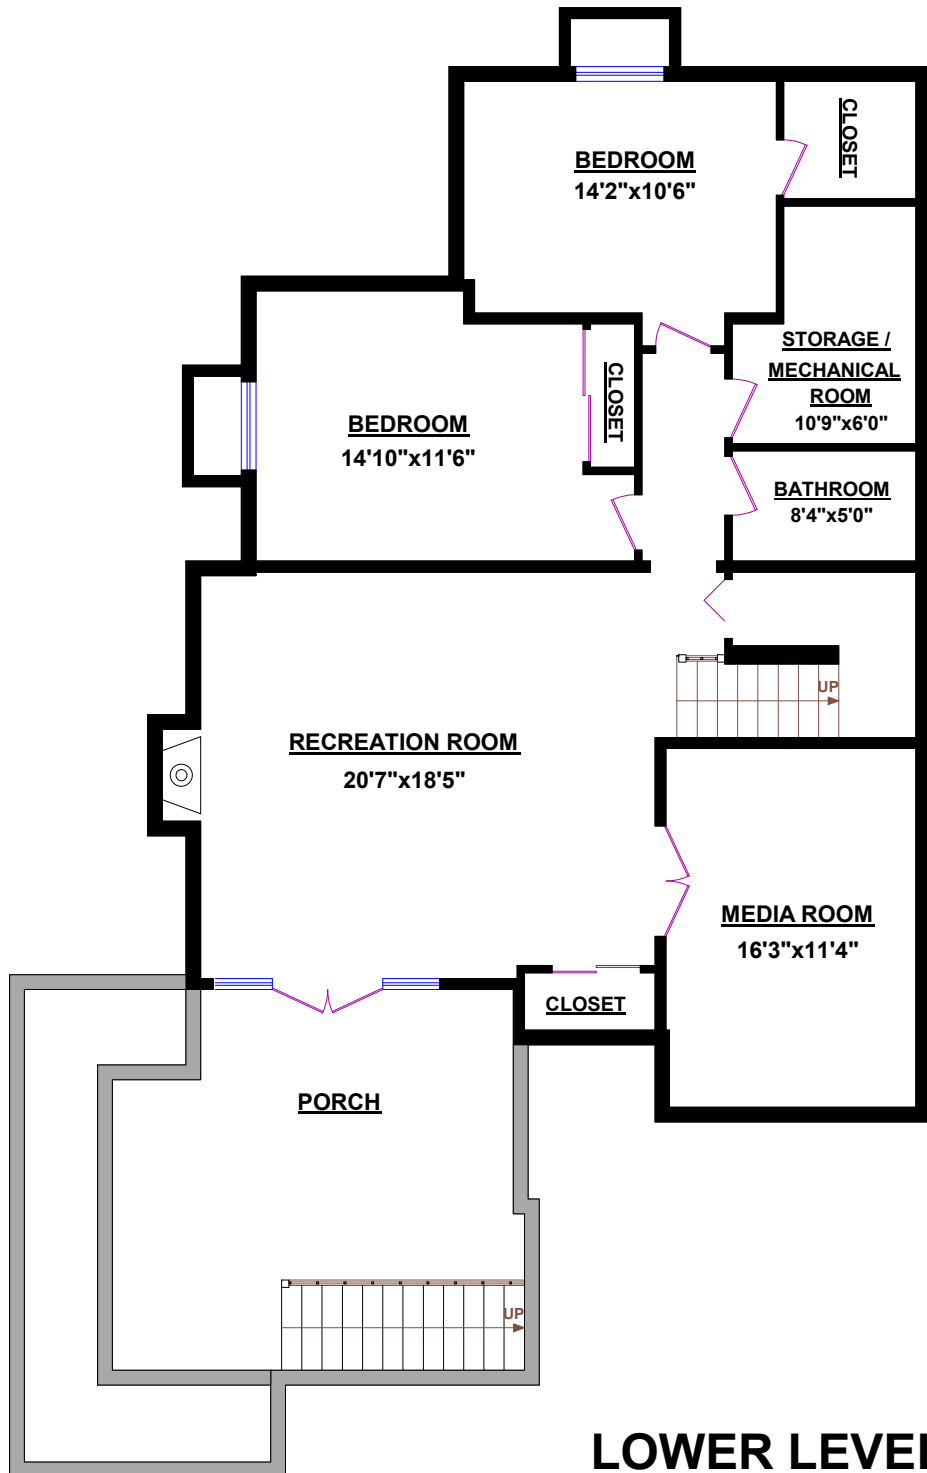 CLOSET
BEDROOM
14'2"x10'6"
STORAGE /
MECHANICAL
ROOM
10'9"x6'0"
CLOSET
BEDROOM
14'10"x11'6"
BATHROOM
8'4"x5'0"
UP
RECREATION ROOM
20'7"x18'5"
MEDIA ROOM
16'3"x11'4"
CLOSET
PORCH
UP
LOWER LEVEL